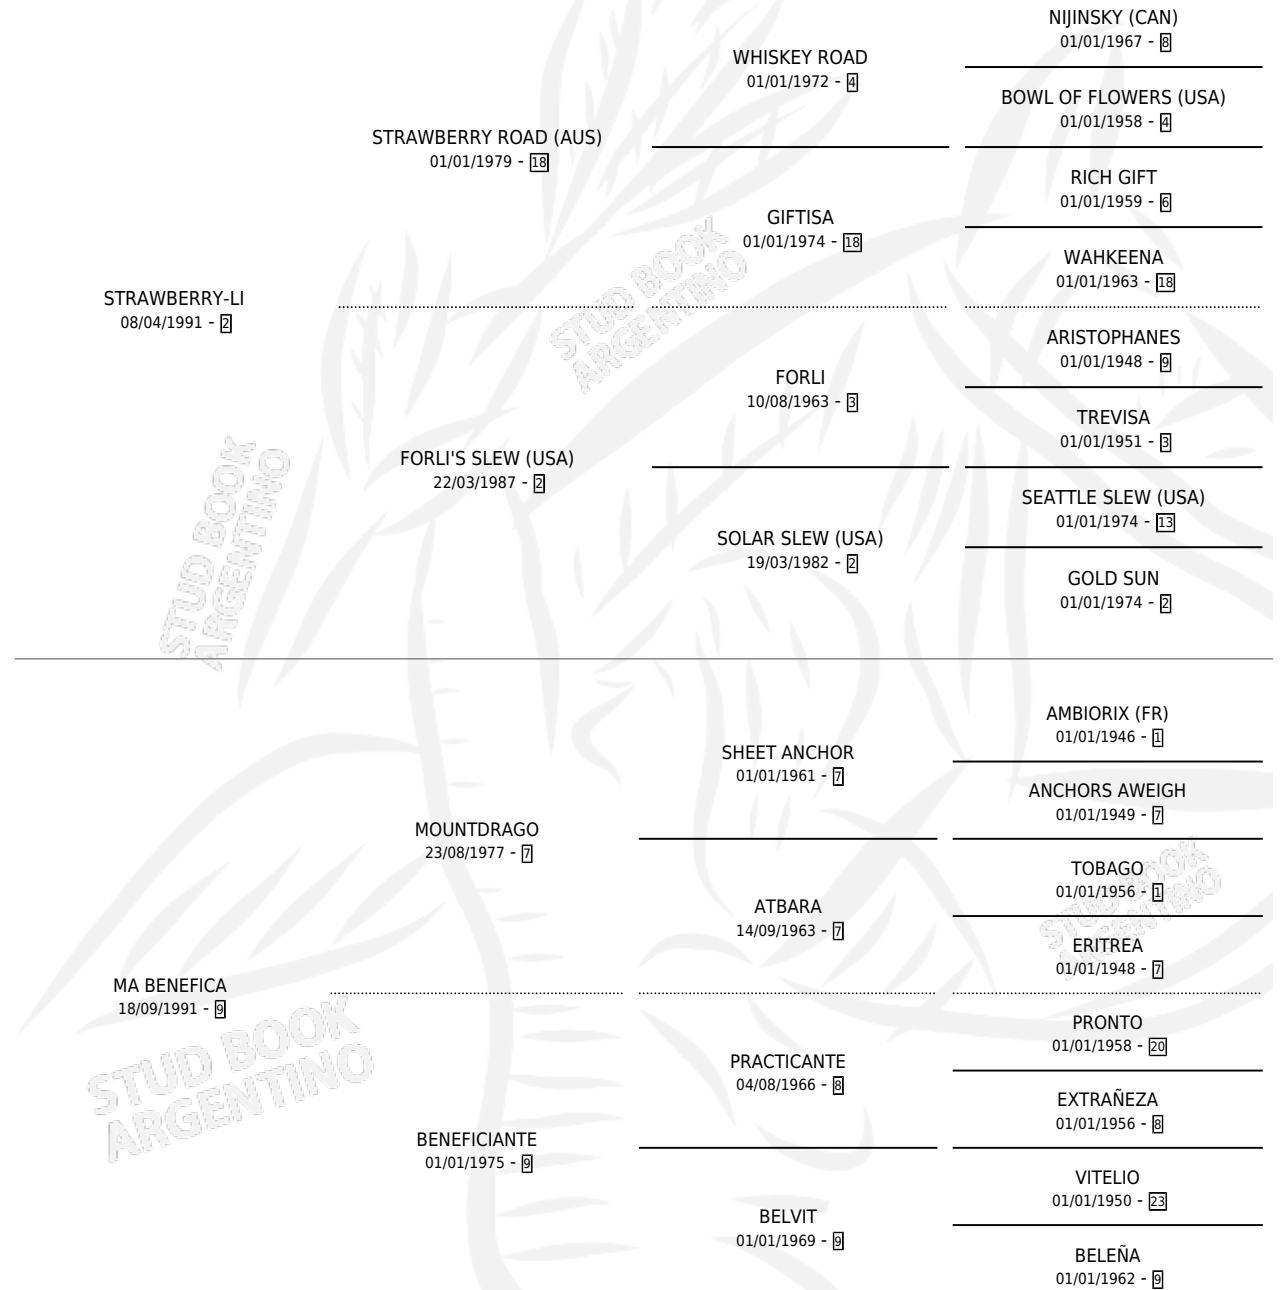 NIJINSKY (CAN)
01/01/1967 - 8
WHISKEY ROAD
01/01/1972 - 4
BOWL OF FLOWERS (USA)
01/01/1958 - 4
STRAWBERRY ROAD (AUS)
01/01/1979 - 18
RICH GIFT
01/01/1959 - 6
GIFTISA
01/01/1974 - 18
WAHKEENA
01/01/1963 - 18
STRAWBERRY-LI
08/04/1991 - 2
ARISTOPHANES
01/01/1948 - 9
FORLI
10/08/1963 - 3
TREVISA
01/01/1951 - 3
FORLI'S SLEW (USA)
22/03/1987 - 2
SEATTLE SLEW (USA)
01/01/1974 - 13
SOLAR SLEW (USA)
19/03/1982 - 2
GOLD SUN
01/01/1974 - 2
AMBIORIX (FR)
01/01/1946 - 1
SHEET ANCHOR
01/01/1961 - 7
ANCHORS AWEIGH
01/01/1949 - 7
MOUNTDRAGO
23/08/1977 - 7
TOBAGO
01/01/1956 - 1
ATBARA
14/09/1963 - 7
ERITREA
01/01/1948 - 7
MA BENEFICA
18/09/1991 - 9
PRONTO
01/01/1958 - 20
PRACTICANTE
04/08/1966 - 8
EXTRAÑEZA
01/01/1956 - 8
BENEFICIANTE
01/01/1975 - 9
VITELIO
01/01/1950 - 23
BELVIT
01/01/1969 - 9
BELEÑA
01/01/1962 - 9
STUD BOOK
ARGENTINO
STUD BOOK
ARGENTINO
STUD BOOK
ARGENTINO
STUD BOOK
ARGENTINO